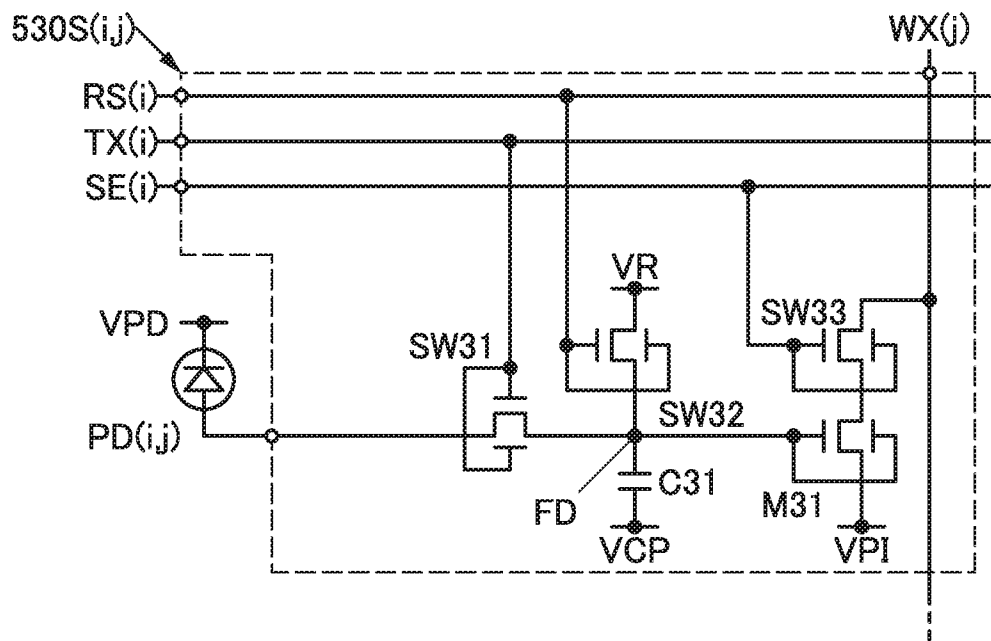 530S(i,j)
WX(j)
RS(i)
TX(i)
SE(i)
VR
VPD
SW31
SW33
PD(i,j)
SW32
C31
M31
FD
VCP
VPI